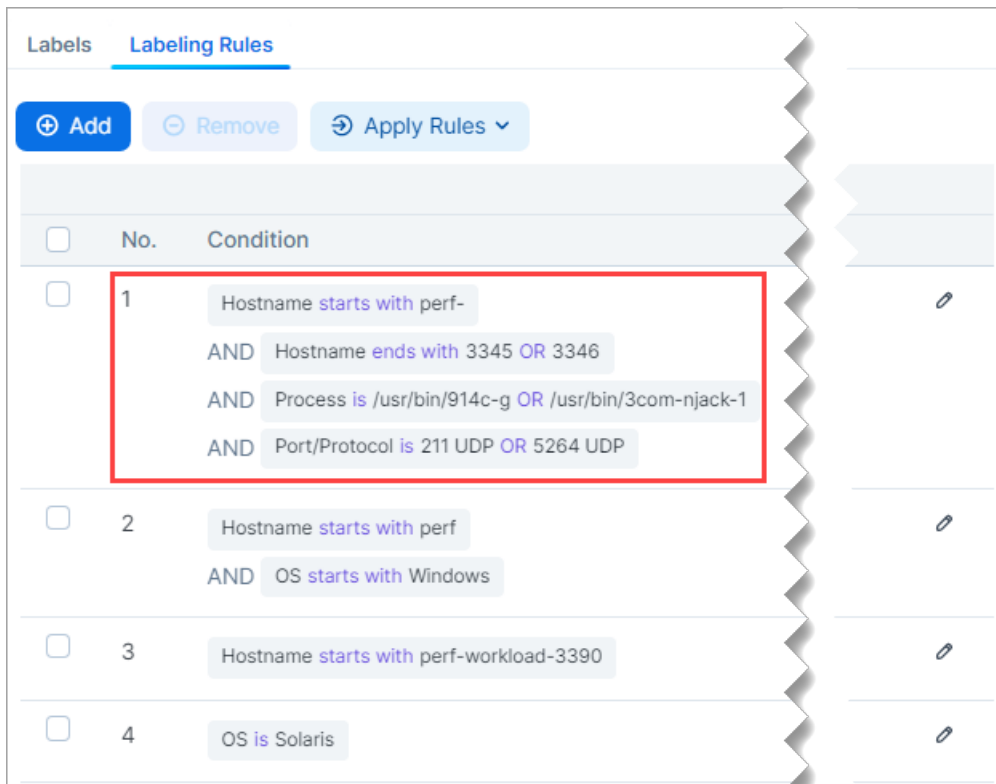 Labels Labeling Rules
Add Remove Apply Rules
No. Condition
1 Hostname starts with perf-
AND Hostname ends with 3345 OR 3346
AND Process is /usr/bin/914c-g OR /usr/bin/3com-njack-1
AND Port/Protocol is 211 UDP OR 5264 UDP
2 Hostname starts with perf
AND OS starts with Windows
3 Hostname starts with perf-workload-3390
4 OS is Solaris